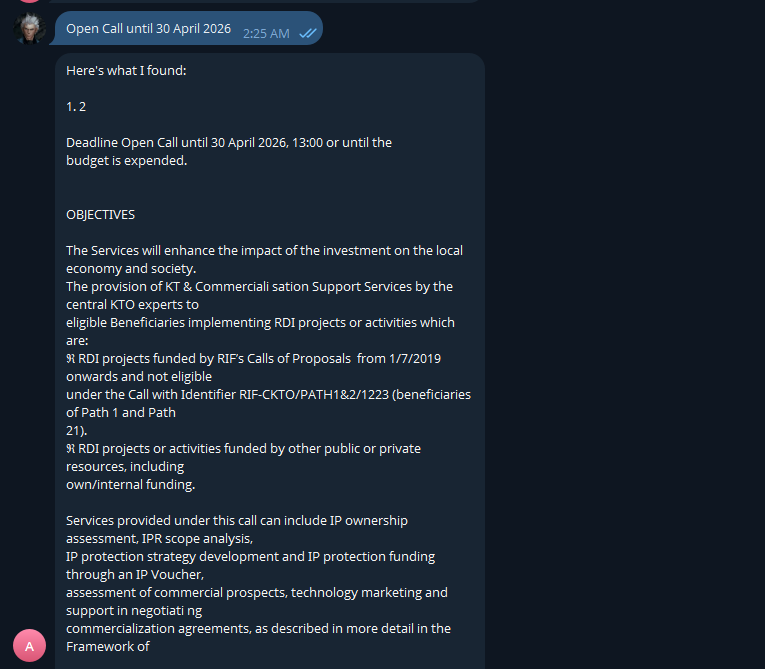 Open Call until 30 April 2026 2:25 AM
Here's what I found:
1. 2
Deadline Open Call until 30 April 2026, 13:00 or until the
budget is expended.
OBJECTIVES
The Services will enhance the impact of the investment on the local
economy and society.
The provision of KT & Commerciali sation Support Services by the
central KTO experts to
eligible Beneficiaries implementing RDI projects or activities which
are:
ℜ RDI projects funded by RIF's Calls of Proposals  from 1/7/2019
onwards and not eligible
under the Call with Identifier RIF-CKTO/PATH1&2/1223 (beneficiaries
of Path 1 and Path
21).
ℜ RDI projects or activities funded by other public or private
resources, including
own/internal funding.
Services provided under this call can include IP ownership
assessment, IPR scope analysis,
IP protection strategy development and IP protection funding
through an IP Voucher,
assessment of commercial prospects, technology marketing and
support in negotiati ng
commercialization agreements, as described in more detail in the
Framework of
A